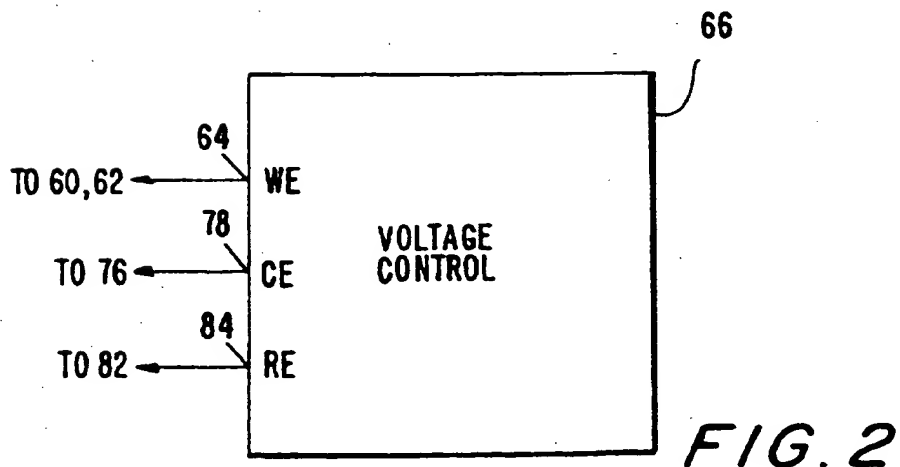 66
64
TO 60,62
WE
78
VOLTAGE
CONTROL
TO 76
CE
84
TO 82
RE
FIG. 2